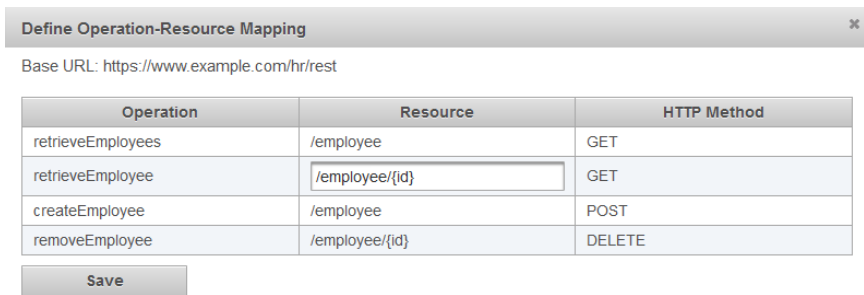 Define Operation-Resource Mapping
Base URL: https://www.example.com/hr/rest
Operation Resource HTTP Method
retrieveEmployees /employee GET
retrieveEmployee /employee/{id} GET
createEmployee /employee POST
removeEmployee /employee/{id} DELETE
Save